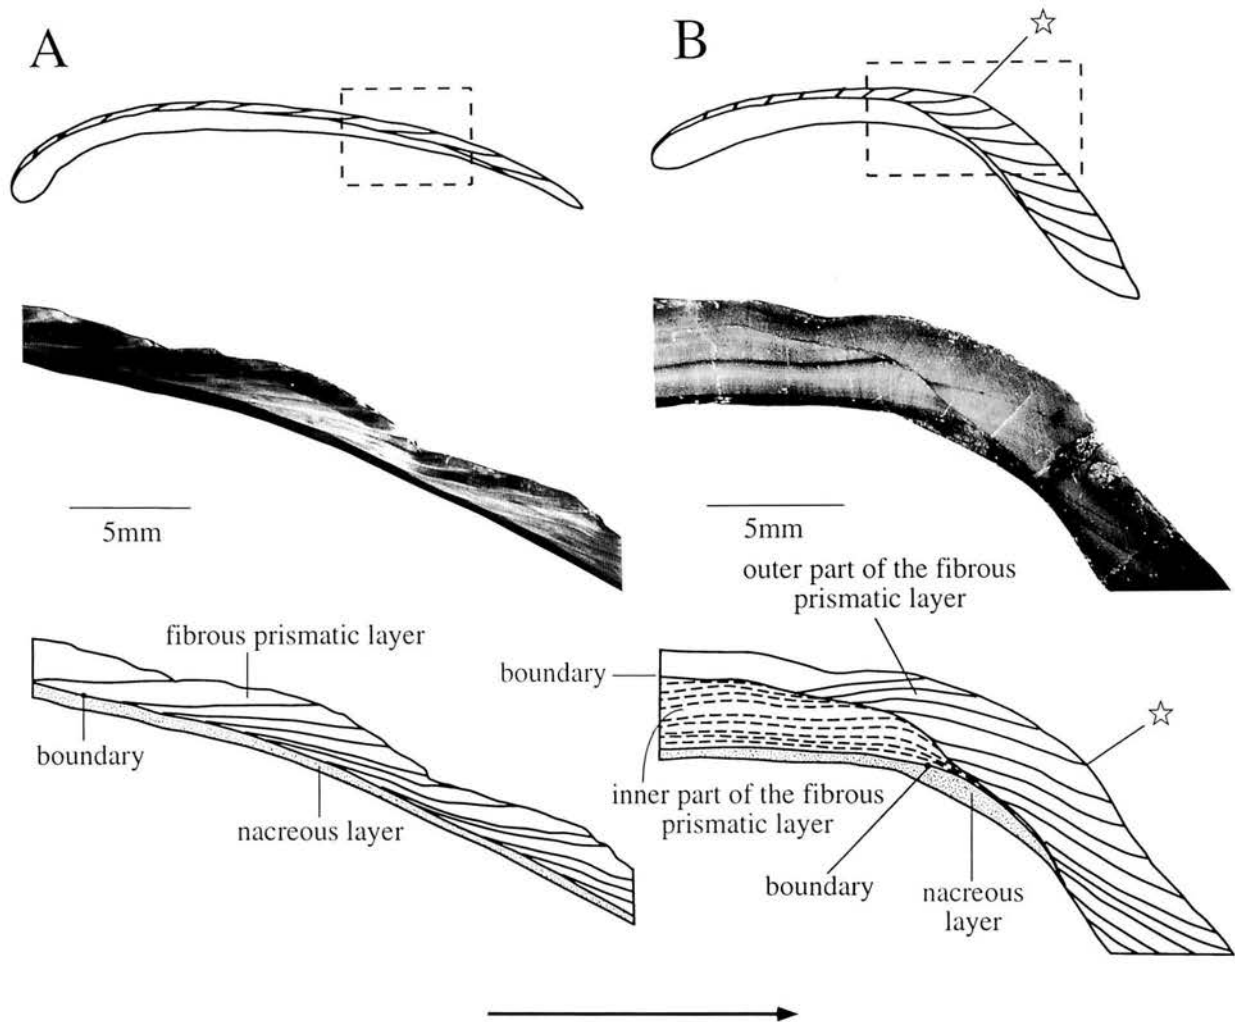 A
B
5mm
5mm
fibrous prismatic layer
boundary
nacreous layer
outer part of the fibrous
prismatic layer
boundary
inner part of the fibrous
prismatic layer
boundary
nacreous
layer